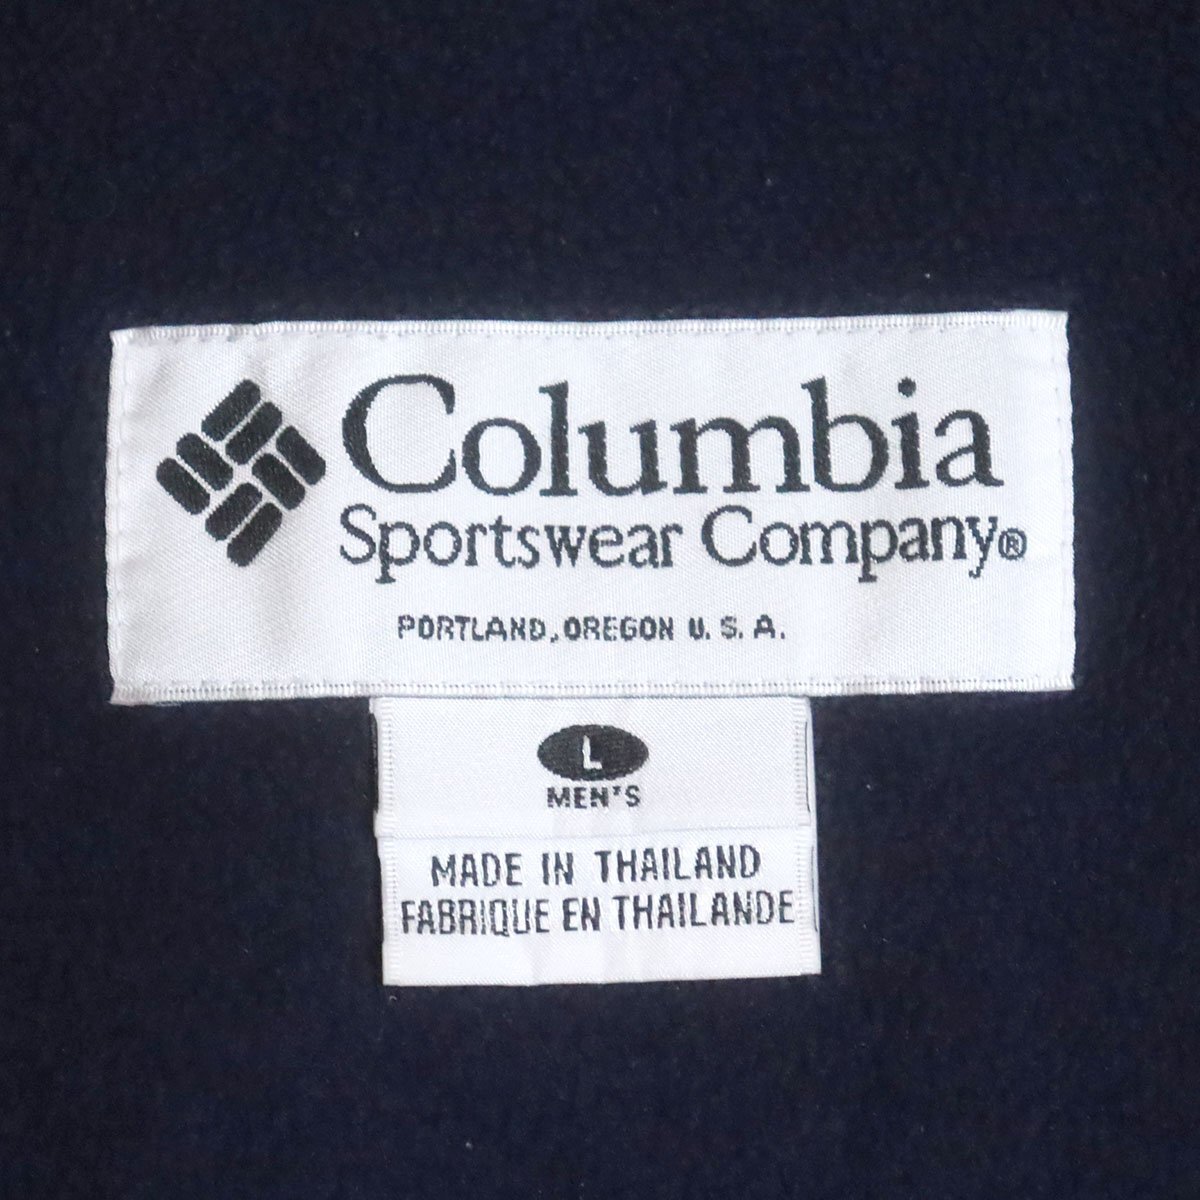 Columbia
Sportswear Company®
PORTLAND, OREGON U.S.A.
L
MEN'S
MADE IN THAILAND
FABRIQUE EN THAILANDE